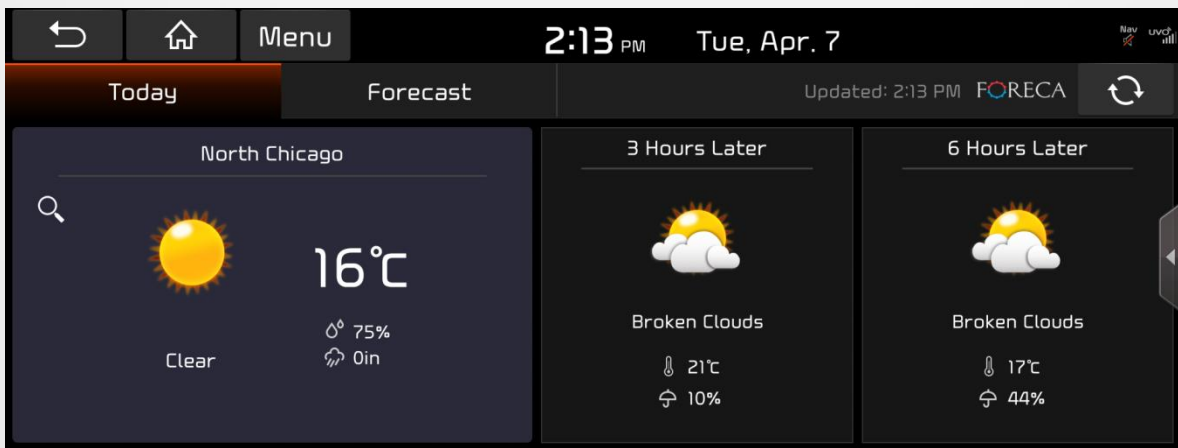 Menu
2:13 PM Tue, Apr. 7
Nav UVO
Today
Forecast
Updated: 2:13 PM FORECA
North Chicago
16℃
75%
0in
Clear
3 Hours Later
Broken Clouds
21℃
10%
6 Hours Later
Broken Clouds
17℃
44%